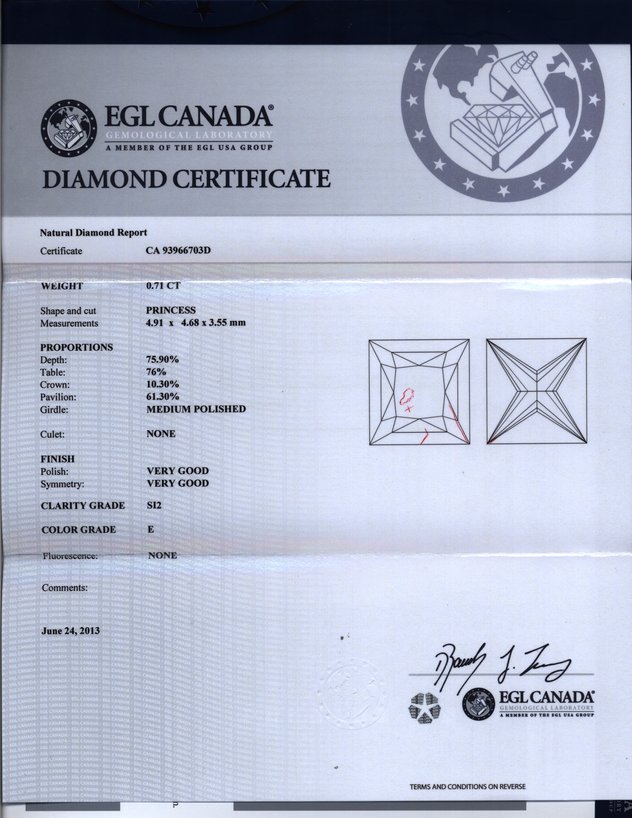 EGL CANADA®
GEMOLOGICAL LABORATORY
A MEMBER OF THE EGL USA GROUP
DIAMOND CERTIFICATE
Natural Diamond Report
Certificate CA 93966703D
WEIGHT 0.71 CT
Shape and cut PRINCESS
Measurements 4.91 x 4.68 x 3.55 mm
PROPORTIONS
Depth: 75.90%
Table: 76%
Crown: 10.30%
Pavilion: 61.30%
Girdle: MEDIUM POLISHED
Culet: NONE
FINISH
Polish: VERY GOOD
Symmetry: VERY GOOD
CLARITY GRADE SI2
COLOR GRADE E
Fluorescence: NONE
Comments:
June 24, 2013
EGL CANADA®
GEMOLOGICAL LABORATORY
A MEMBER OF THE EGL USA GROUP
TERMS AND CONDITIONS ON REVERSE
P